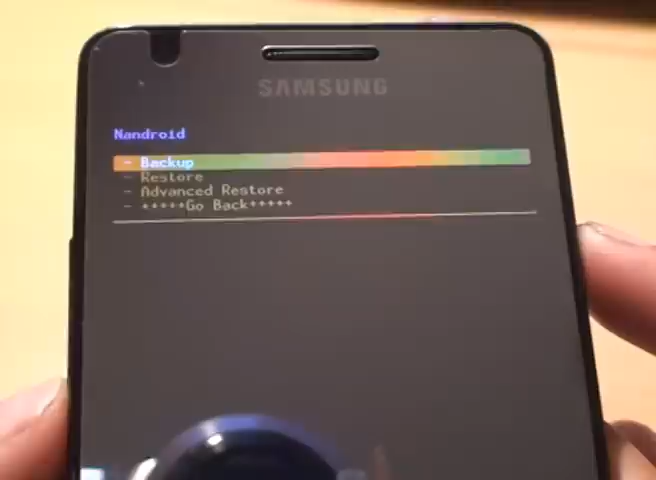 SAMSUNG
Nandroid
- Backup
- Restore
- Advanced Restore
- +++++Go Back+++++